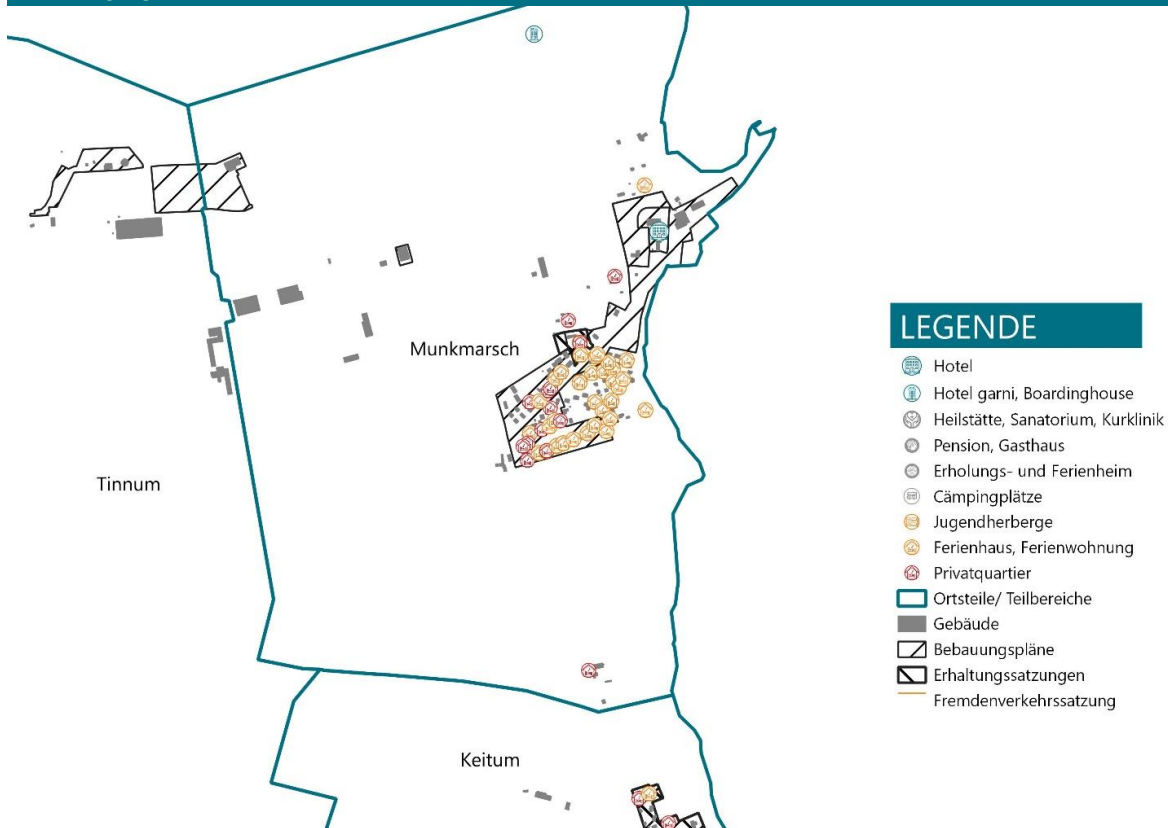 Munkmarsch
Tinnum
Keitum
LEGENDE
Hotel
Hotel garni, Boardinghouse
Heilstätte, Sanatorium, Kurklinik
Pension, Gasthaus
Erholungs- und Ferienheim
Cämpingplätze
Jugendherberge
Ferienhaus, Ferienwohnung
Privatquartier
Ortsteile/ Teilbereiche
Gebäude
Bebauungspläne
Erhaltungssatzungen
Fremdenverkehrssatzung